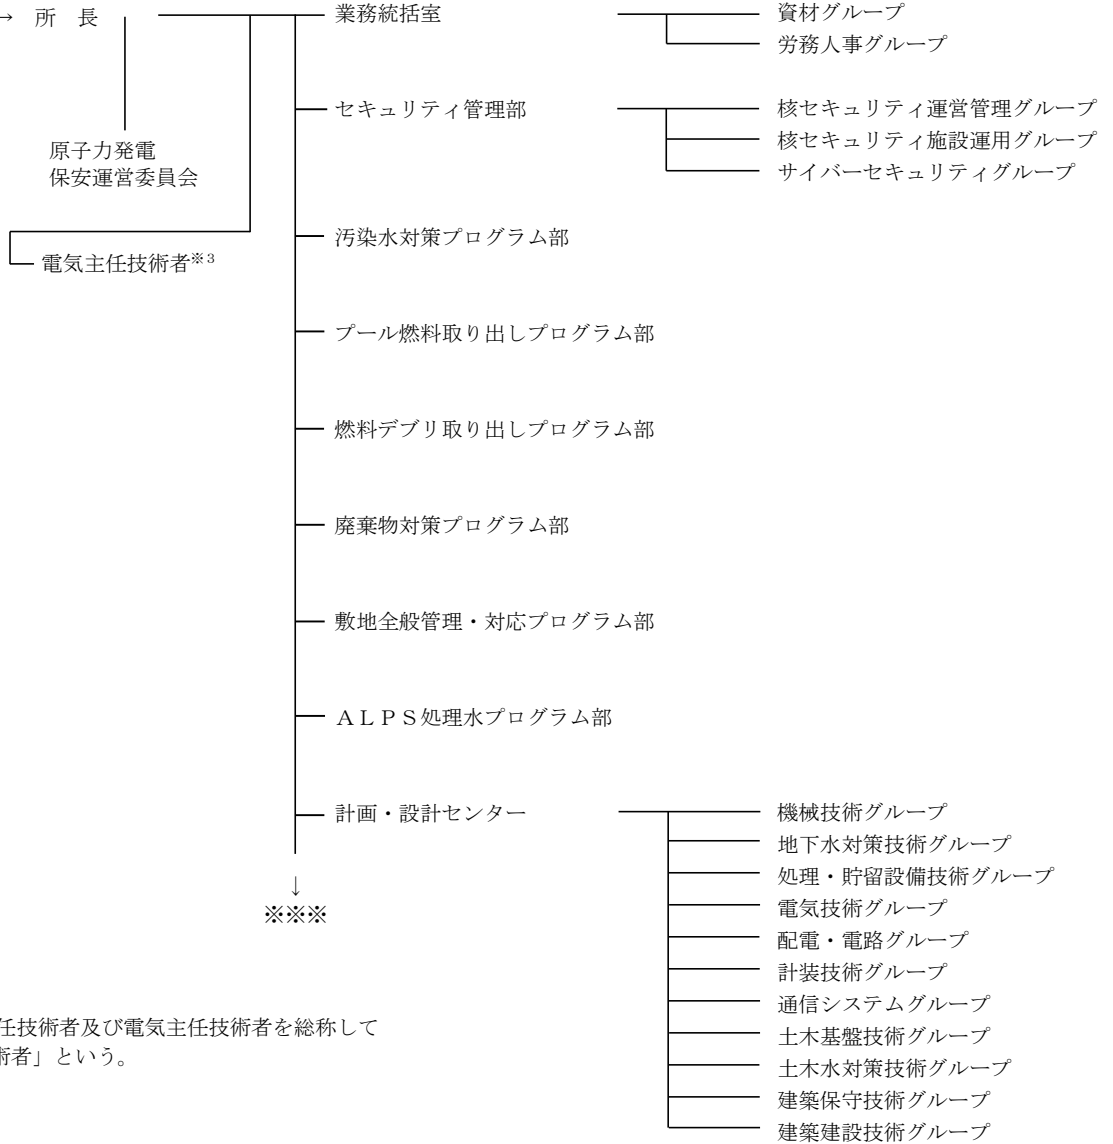 → 所　長
業務統括室
資材グループ
労務人事グループ
セキュリティ管理部
核セキュリティ運営管理グループ
核セキュリティ施設運用グループ
サイバーセキュリティグループ
原子力発電
保安運営委員会
汚染水対策プログラム部
電気主任技術者※3
プール燃料取り出しプログラム部
燃料デブリ取り出しプログラム部
廃棄物対策プログラム部
敷地全般管理・対応プログラム部
ＡＬＰＳ処理水プログラム部
計画・設計センター
機械技術グループ
地下水対策技術グループ
処理・貯留設備技術グループ
電気技術グループ
配電・電路グループ
計装技術グループ
通信システムグループ
土木基盤技術グループ
土木水対策技術グループ
建築保守技術グループ
建築建設技術グループ
↓
※※※
任技術者及び電気主任技術者を総称して
術者」という。